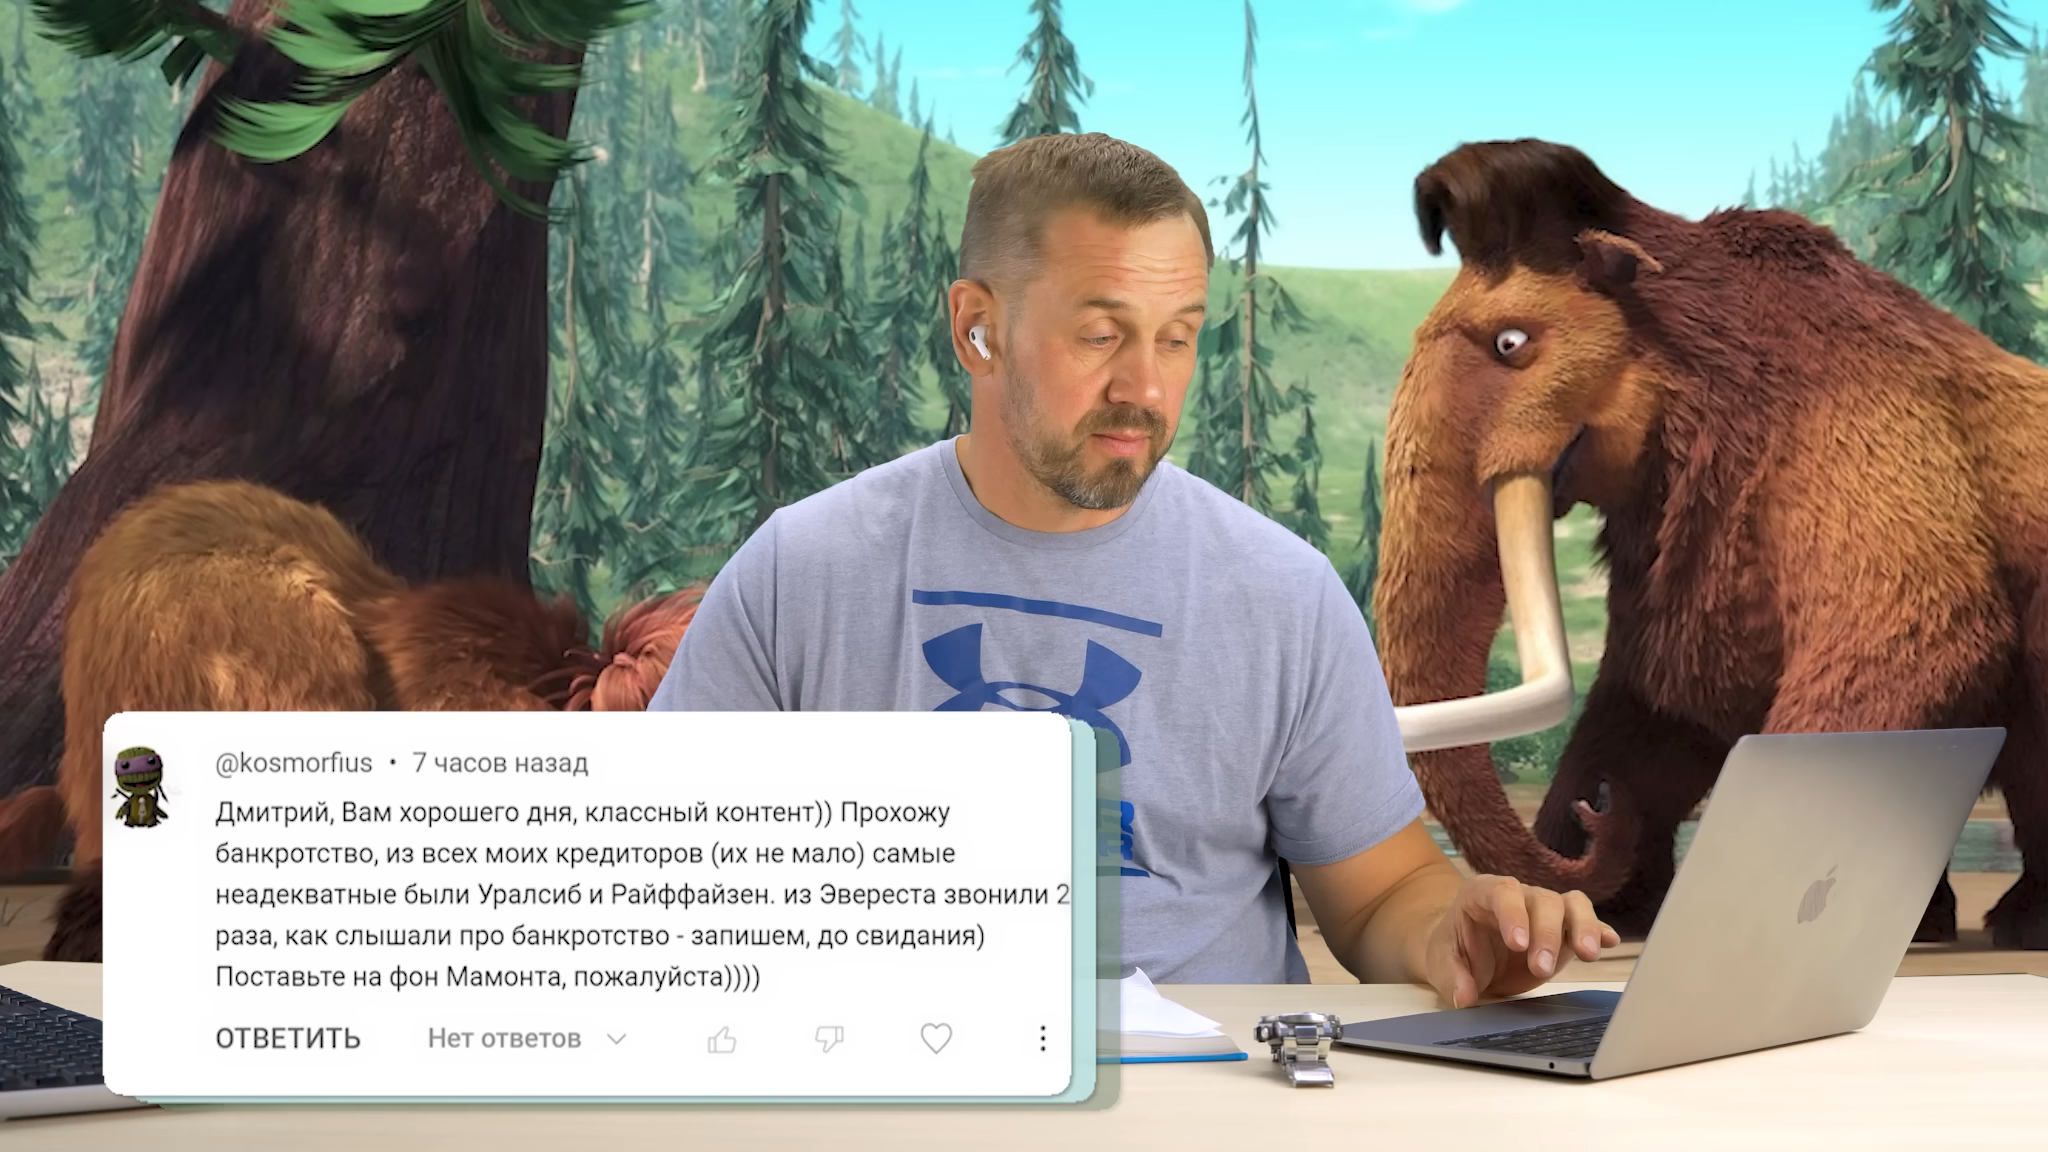 @kosmorfius • 7 часов назад
Дмитрий, Вам хорошего дня, классный контент)) Прохожу
банкротство, из всех моих кредиторов (их не мало) самые
неадекватные были Уралсиб и Райффайзен. из Эвереста звонили 2
раза, как слышали про банкротство - запишем, до свидания)
Поставьте на фон Мамонта, пожалуйста))))
ОТВЕТИТЬ Нет ответов